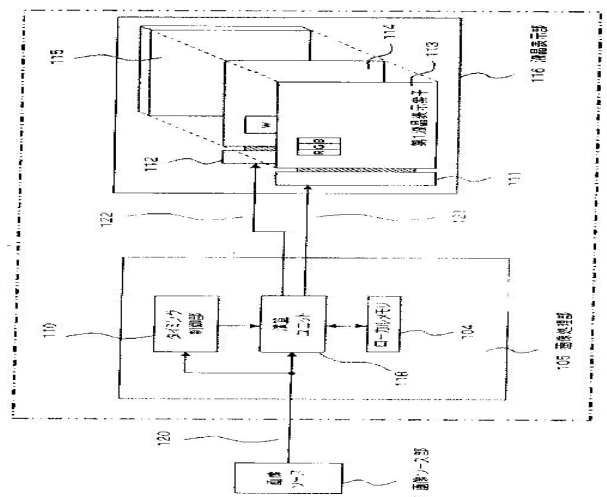 115
114
113
116 液晶表示部
第1液晶表示素子
W
RGB
112
111
122
121
110
タイミング
制御部
演算
ユニット
ローカルメモリ
104
118
105 画像処理部
120
画像
ソース
画像ソース部